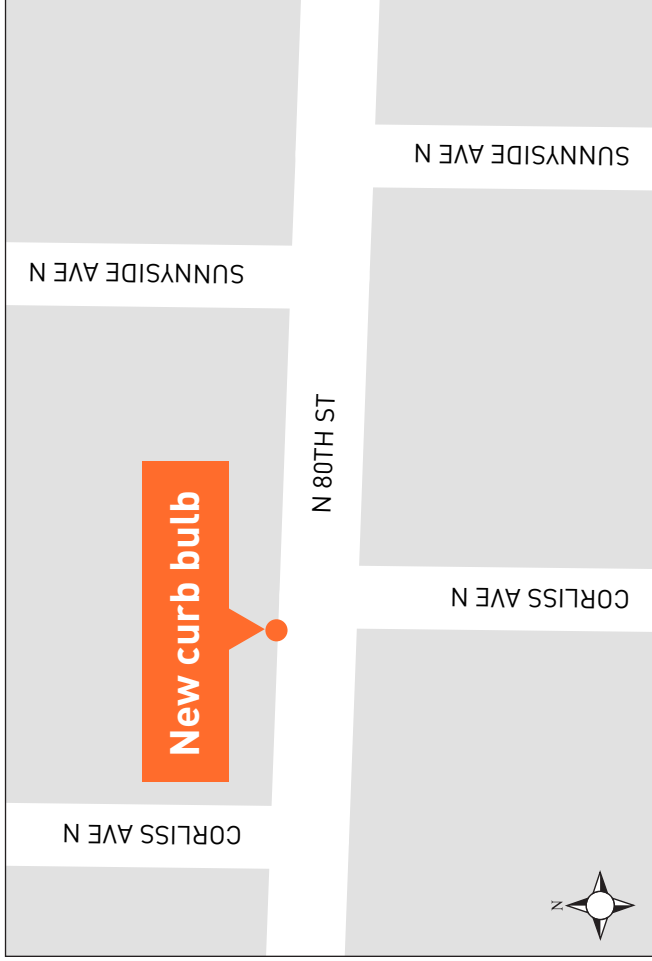 SUNNYSIDE AVE N
SUNNYSIDE AVE N
N 80TH ST
New curb bulb
CORLISS AVE N
CORLISS AVE N
N